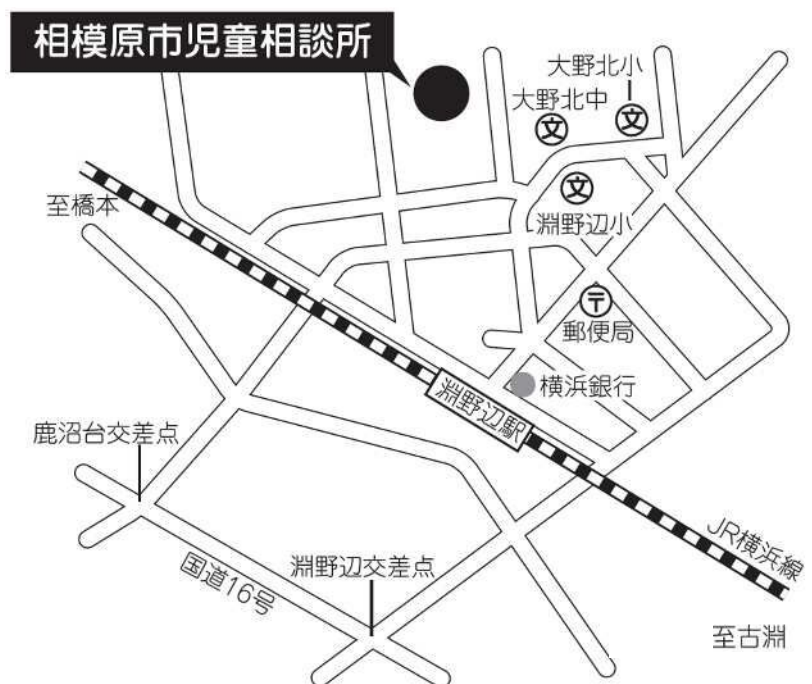 相模原市児童相談所
大野北小
大野北中
文
文
至橋本
文
淵野辺小
〒
郵便局
横浜銀行
淵野辺駅
鹿沼台交差点
JR横浜線
淵野辺交差点
国道16号
至古淵